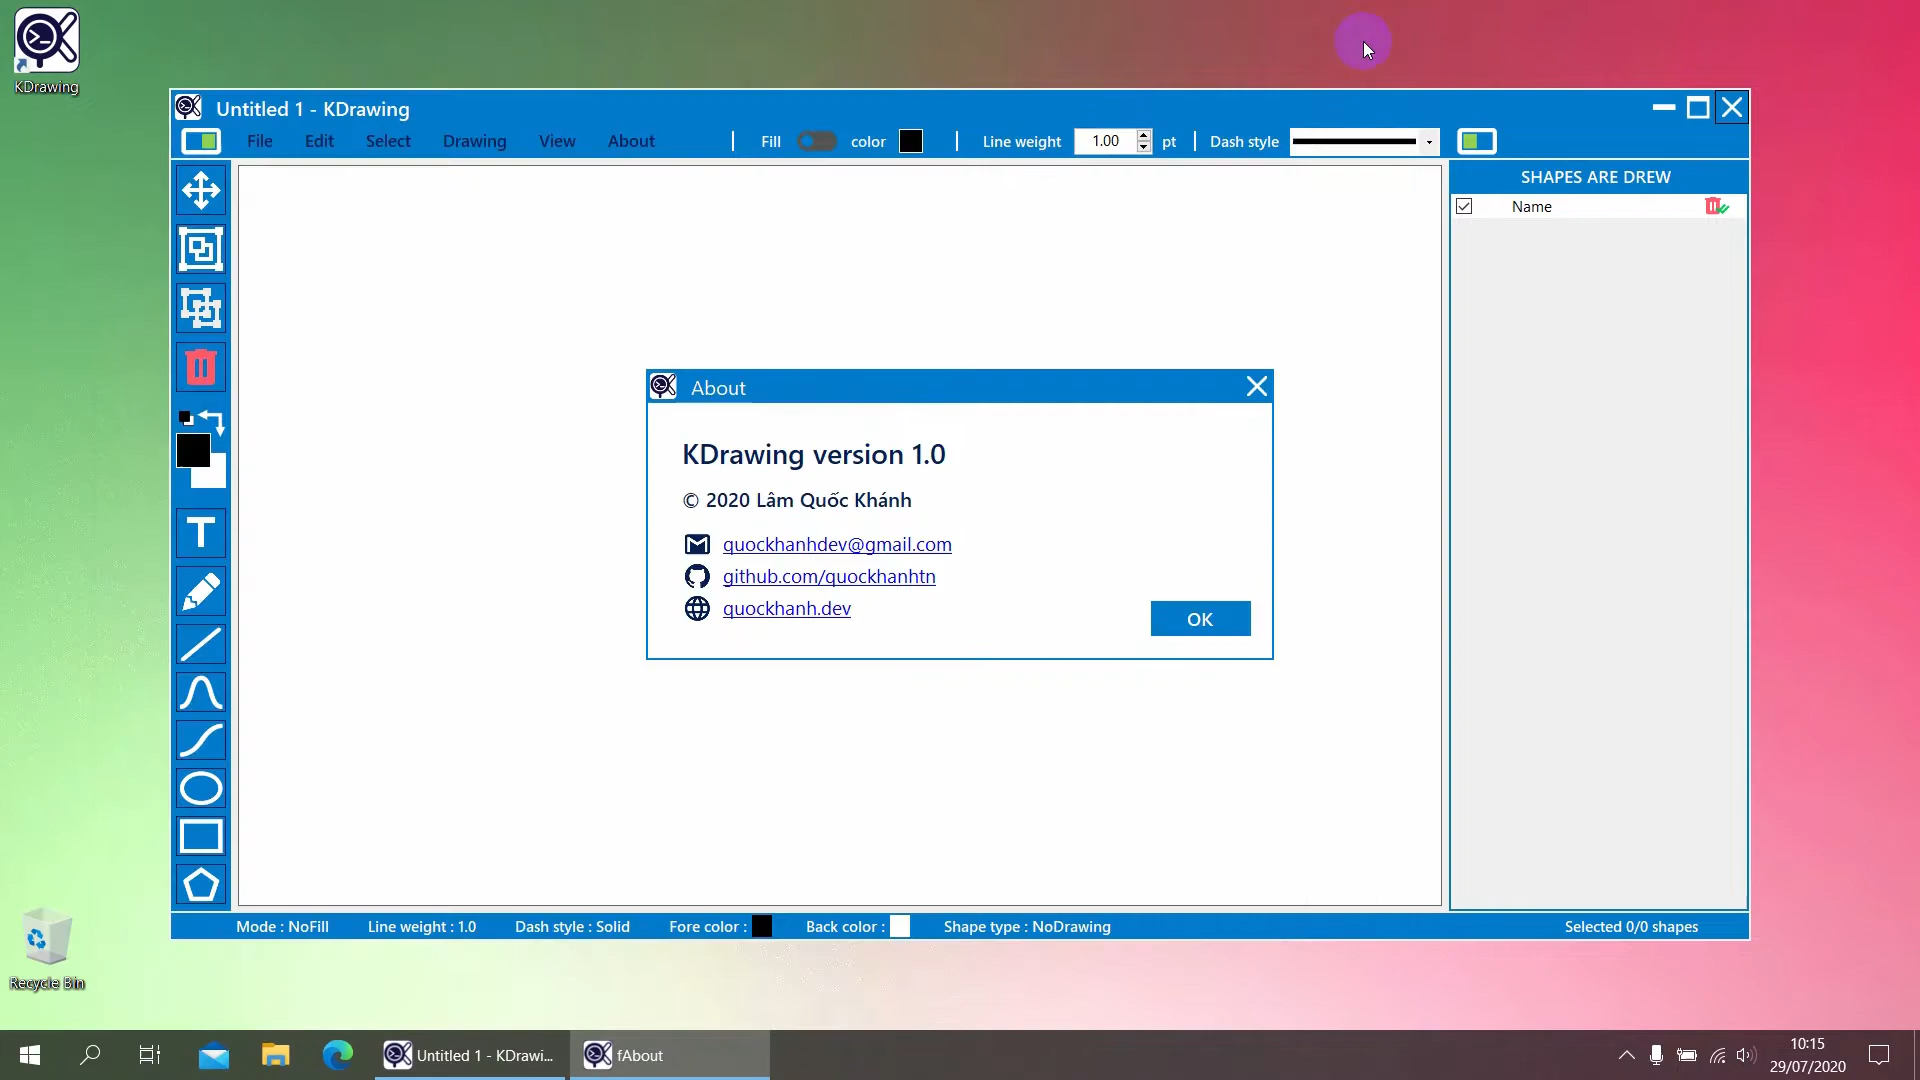 KDrawing
Untitled 1 - KDrawing
File Edit Select Drawing View About Fill color Line weight 1.00 pt Dash style
SHAPES ARE DREW
Name
About
KDrawing version 1.0
© 2020 Lâm Quốc Khánh
quockhanhdev@gmail.com
github.com/quockhanhtn
quockhanh.dev
OK
T
Mode : NoFill Line weight : 1.0 Dash style : Solid Fore color : Back color : Shape type : NoDrawing Selected 0/0 shapes
Recycle Bin
Untitled 1 - KDrawi... fAbout
10:15
29/07/2020